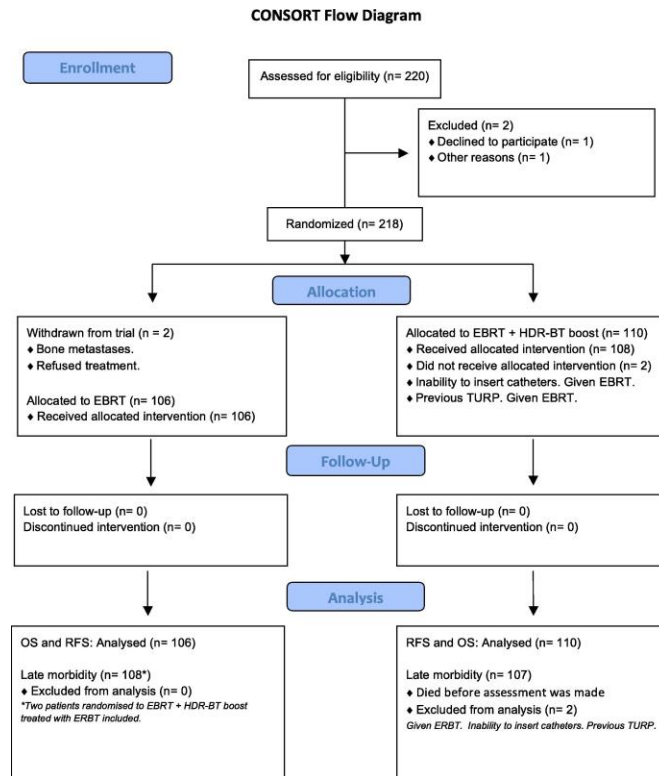 CONSORT Flow Diagram
Enrollment
Assessed for eligibility (n= 220)
Excluded (n= 2)
♦ Declined to participate (n= 1)
♦ Other reasons (n= 1)
Randomized (n= 218)
Allocation
Withdrawn from trial (n = 2)
♦ Bone metastases.
♦ Refused treatment.
Allocated to EBRT (n= 106)
♦ Received allocated intervention (n= 106)
Allocated to EBRT + HDR-BT boost (n= 110)
♦ Received allocated intervention (n= 108)
♦ Did not receive allocated intervention (n= 2)
♦ Inability to insert catheters. Given EBRT.
♦ Previous TURP. Given EBRT.
Follow-Up
Lost to follow-up (n= 0)
Discontinued intervention (n= 0)
Lost to follow-up (n= 0)
Discontinued intervention (n= 0)
Analysis
OS and RFS: Analysed (n= 106)
Late morbidity (n= 108*)
♦ Excluded from analysis (n= 0)
*Two patients randomised to EBRT + HDR-BT boost
treated with ERBT included.
RFS and OS: Analysed (n= 110)
Late morbidity (n= 107)
♦ Died before assessment was made
♦ Excluded from analysis (n= 2)
Given ERBT. Inability to insert catheters. Previous TURP.